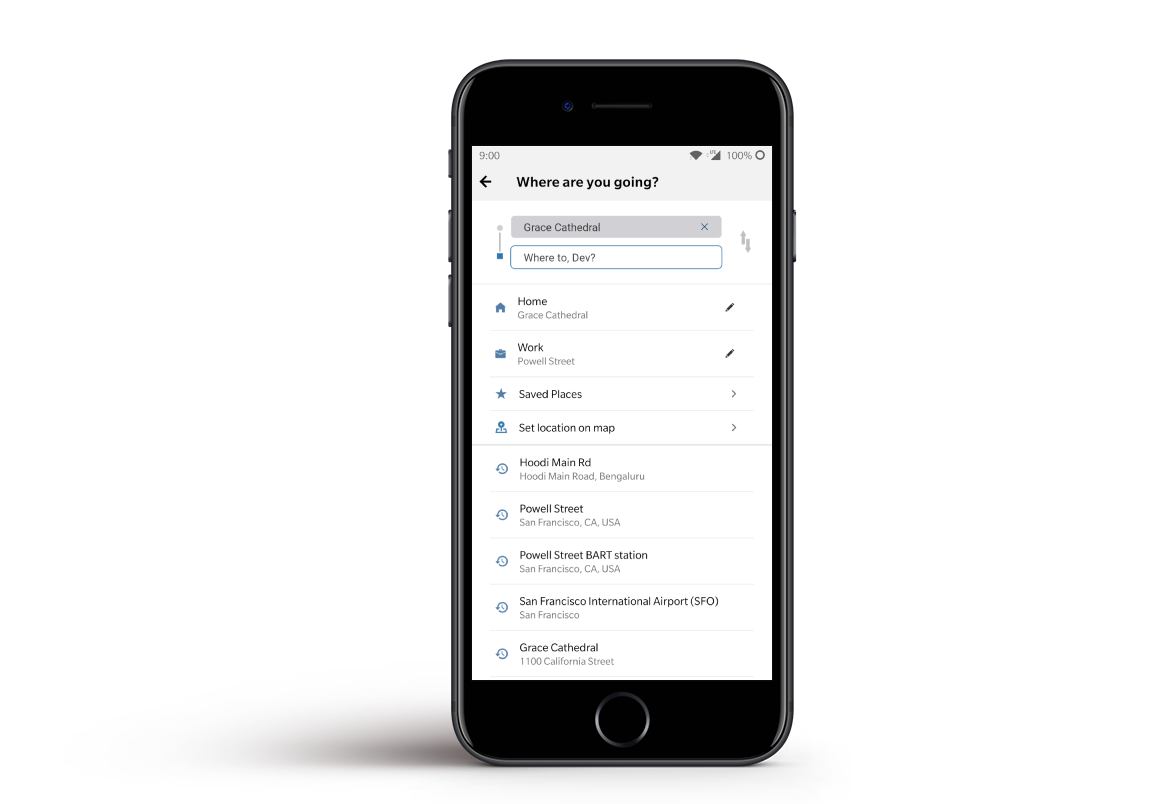 9:00
100%
Where are you going?
Grace Cathedral
Where to, Dev?
Home
Grace Cathedral
Work
Powell Street
Saved Places
Set location on map
Hoodi Main Rd
Hoodi Main Road, Bengaluru
Powell Street
San Francisco, CA, USA
Powell Street BART station
San Francisco, CA, USA
San Francisco International Airport (SFO)
San Francisco
Grace Cathedral
1100 California Street